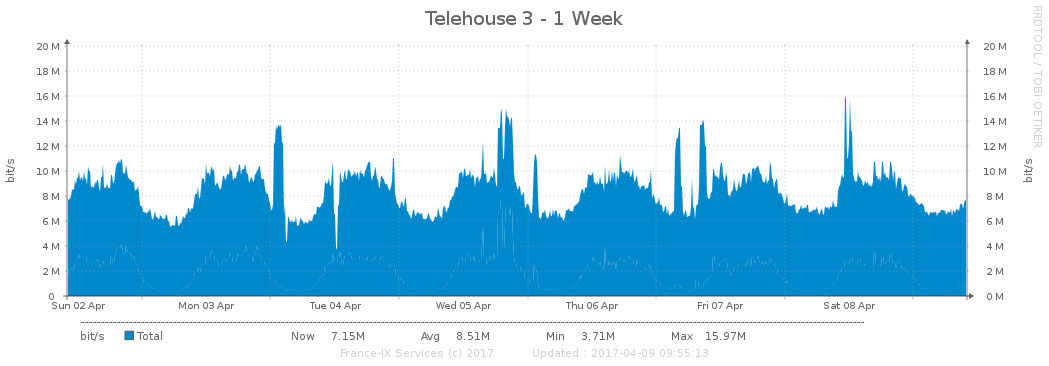 Telehouse 3 - 1 Week
RRDTOOL / TOBI OETIKER
20 M 20 M
18 M 18 M
16 M 16 M
14 M 14 M
12 M 12 M
10 M 10 M
8 M 8 M
6 M 6 M
4 M 4 M
2 M 2 M
0 0 M
bit/s bit/s
Sun 02 Apr Mon 03 Apr Tue 04 Apr Wed 05 Apr Thu 06 Apr Fri 07 Apr Sat 08 Apr
bit/s Total Now 7.15M Avg 8.51M Min 3.71M Max 15.97M
France-IX Services (c) 2017 Updated : 2017-04-09 09:55:13